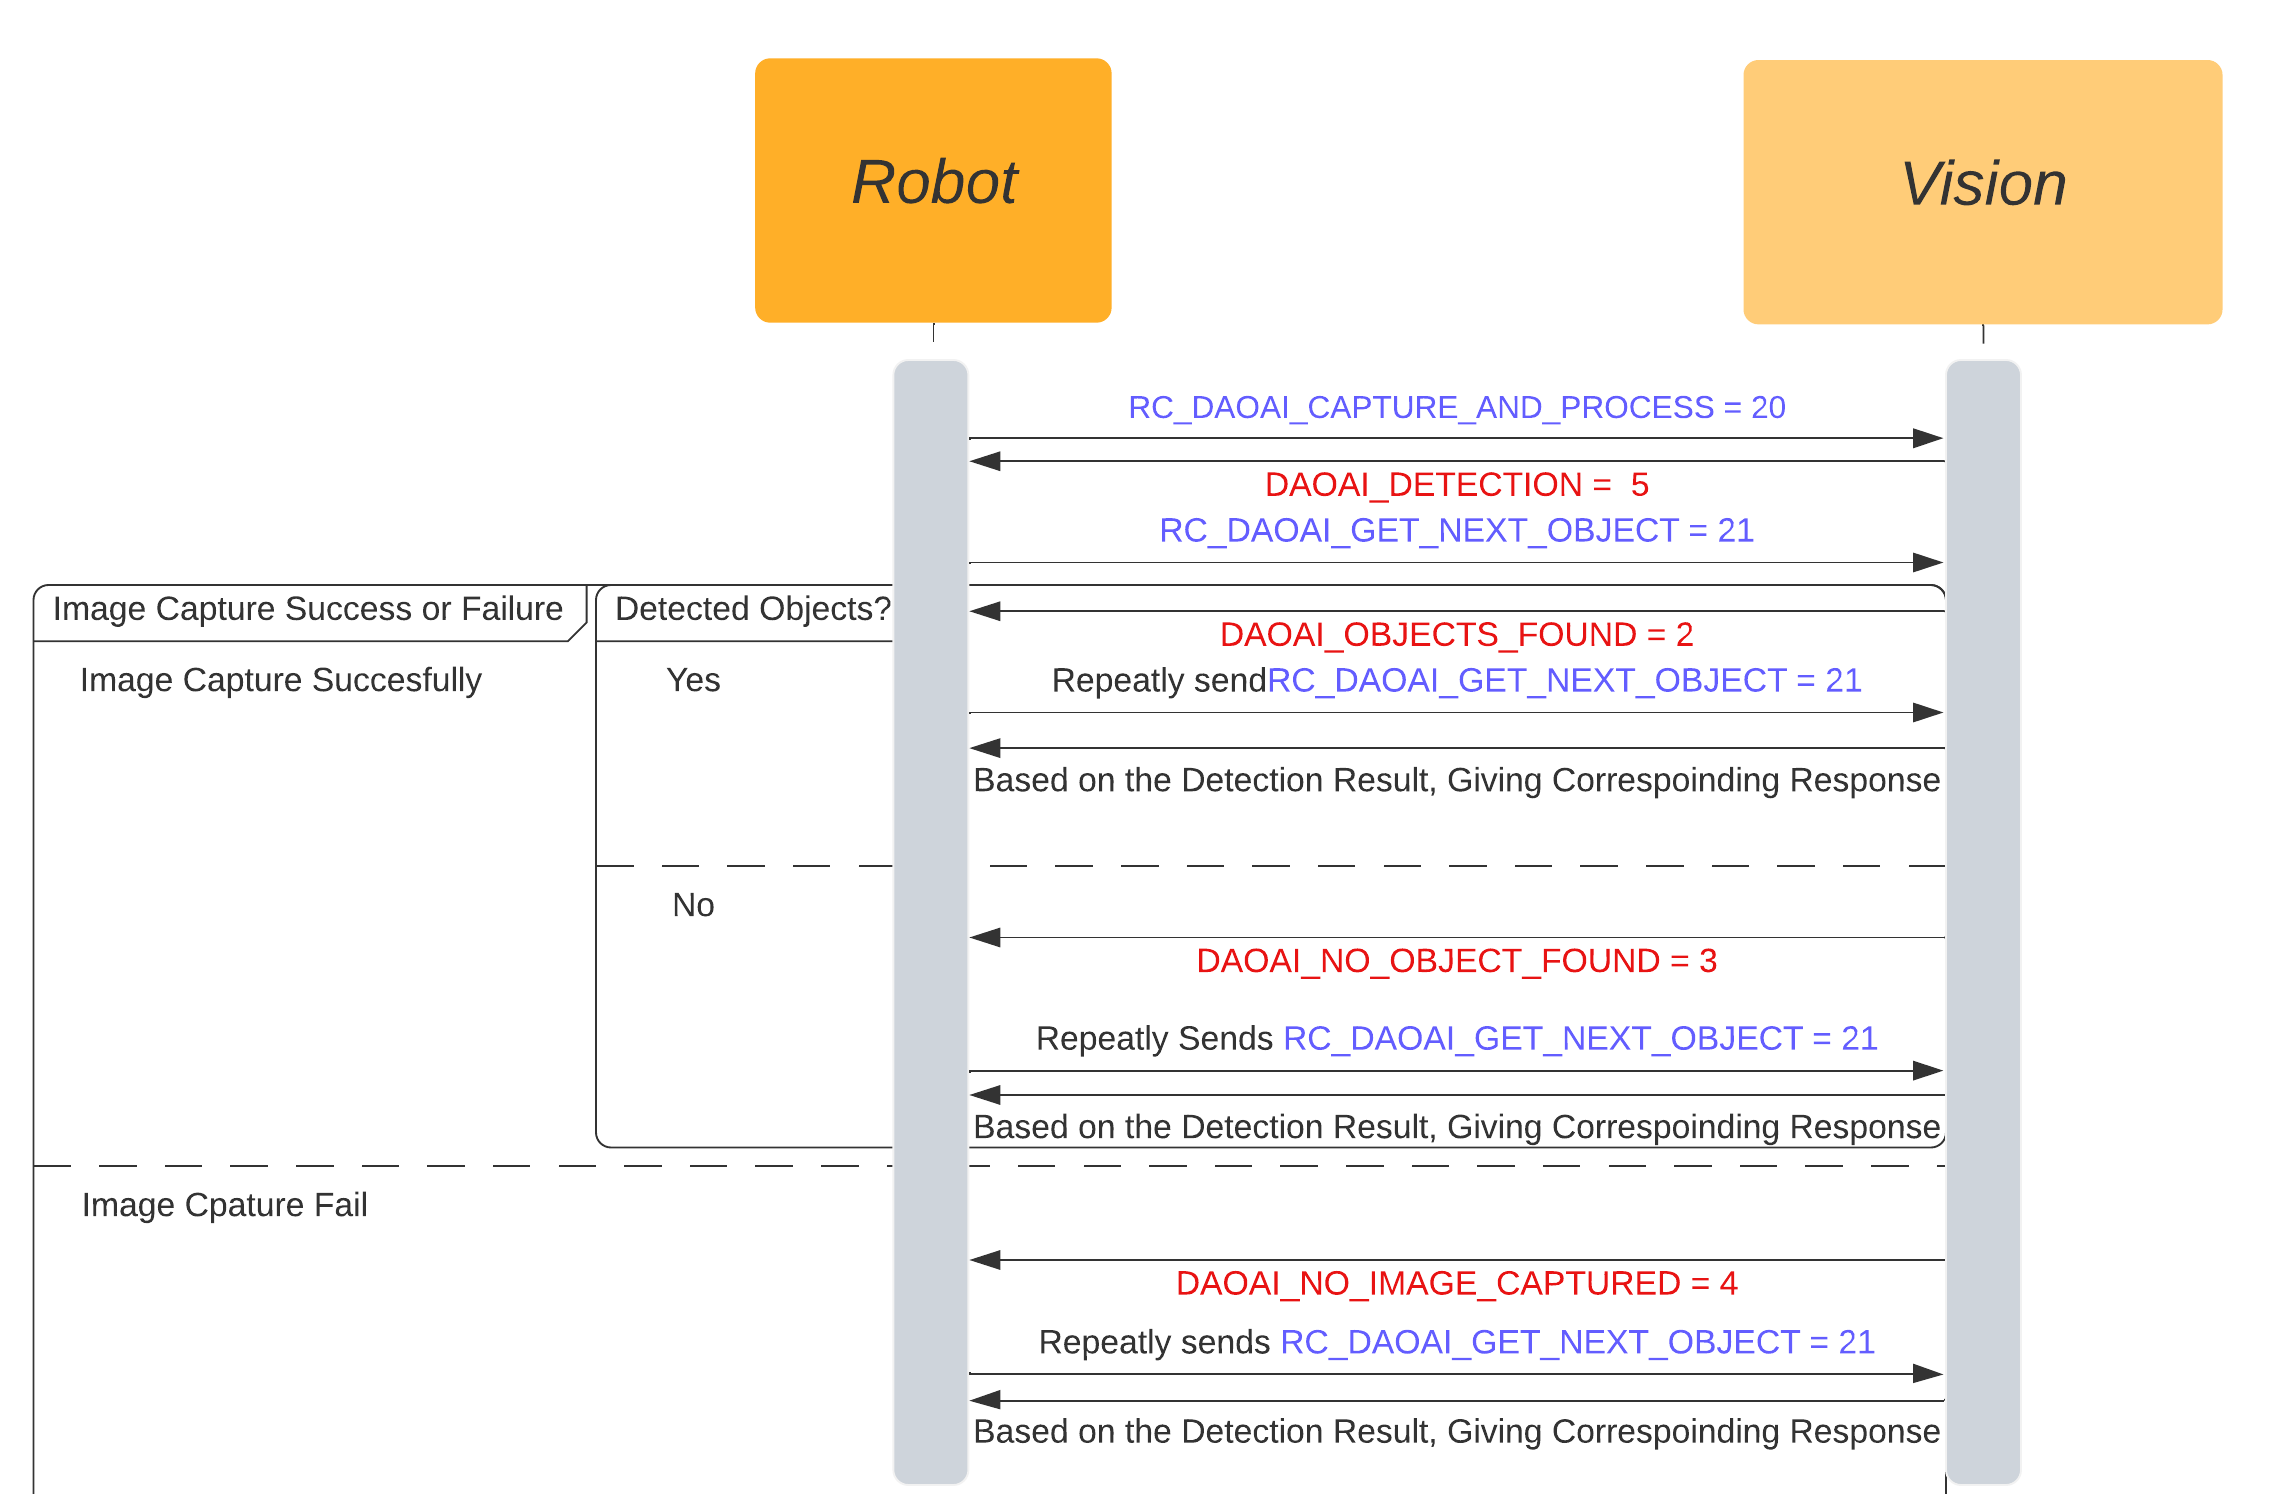 Robot
Vision
RC_DAOAI_CAPTURE_AND_PROCESS = 20
DAOAI_DETECTION =  5
RC_DAOAI_GET_NEXT_OBJECT = 21
Image Capture Success or Failure
Detected Objects?
DAOAI_OBJECTS_FOUND = 2
Image Capture Succesfully
Yes
Repeatly sendRC_DAOAI_GET_NEXT_OBJECT = 21
Based on the Detection Result, Giving Correspoinding Response
No
DAOAI_NO_OBJECT_FOUND = 3
Repeatly Sends RC_DAOAI_GET_NEXT_OBJECT = 21
Based on the Detection Result, Giving Correspoinding Response
Image Cpature Fail
DAOAI_NO_IMAGE_CAPTURED = 4
Repeatly sends RC_DAOAI_GET_NEXT_OBJECT = 21
Based on the Detection Result, Giving Correspoinding Response